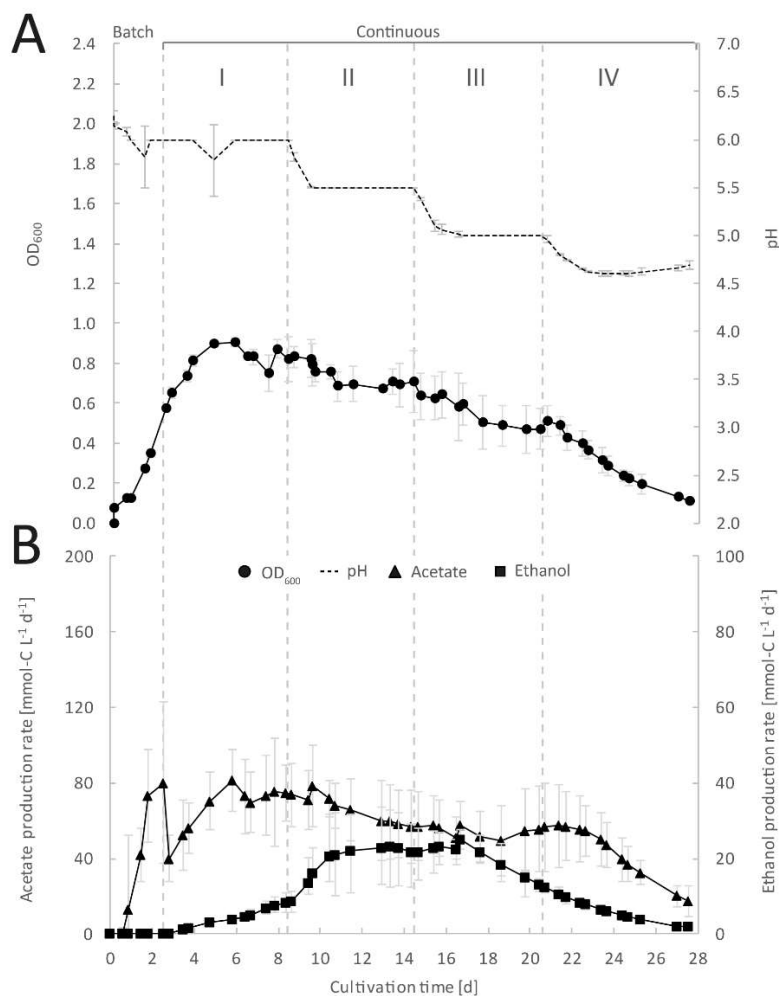 A
Batch
Continuous
2.4
2.2
2.0
1.8
1.6
1.4
1.2
1.0
0.8
0.6
0.4
0.2
0.0
OD600
I
II
III
IV
7.0
6.5
6.0
5.5
5.0
4.5
4.0
3.5
3.0
2.5
2.0
pH
B
200
160
120
80
40
0
Acetate production rate [mmol-C L-1 d-1]
OD600
pH
Acetate
Ethanol
100
80
60
40
20
0
Ethanol production rate [mmol-C L-1 d-1]
0 2 4 6 8 10 12 14 16 18 20 22 24 26 28
Cultivation time [d]